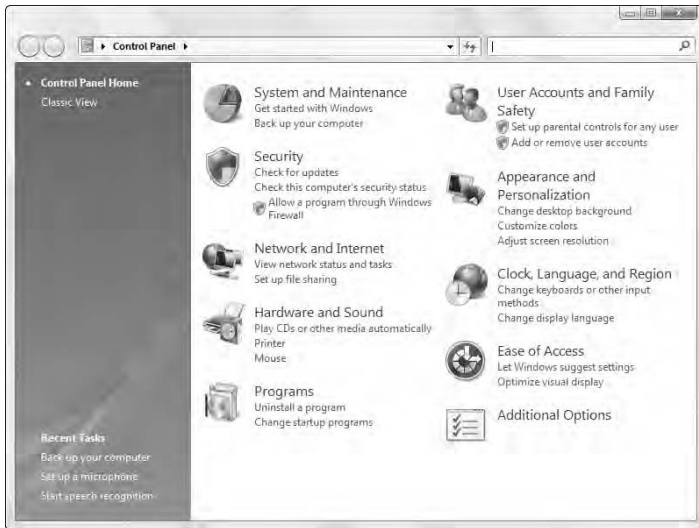 Control Panel
Control Panel Home
Classic View
System and Maintenance
Get started with Windows
Back up your computer
Security
Check for updates
Check this computer's security status
Allow a program through Windows
Firewall
Network and Internet
View network status and tasks
Set up file sharing
Hardware and Sound
Play CDs or other media automatically
Printer
Mouse
Programs
Uninstall a program
Change startup programs
User Accounts and Family
Safety
Set up parental controls for any user
Add or remove user accounts
Appearance and
Personalization
Change desktop background
Customize colors
Adjust screen resolution
Clock, Language, and Region
Change keyboards or other input
methods
Change display language
Ease of Access
Let Windows suggest settings
Optimize visual display
Additional Options
Recent Tasks
Back up your computer
Set up a microphone
Start speech recognition